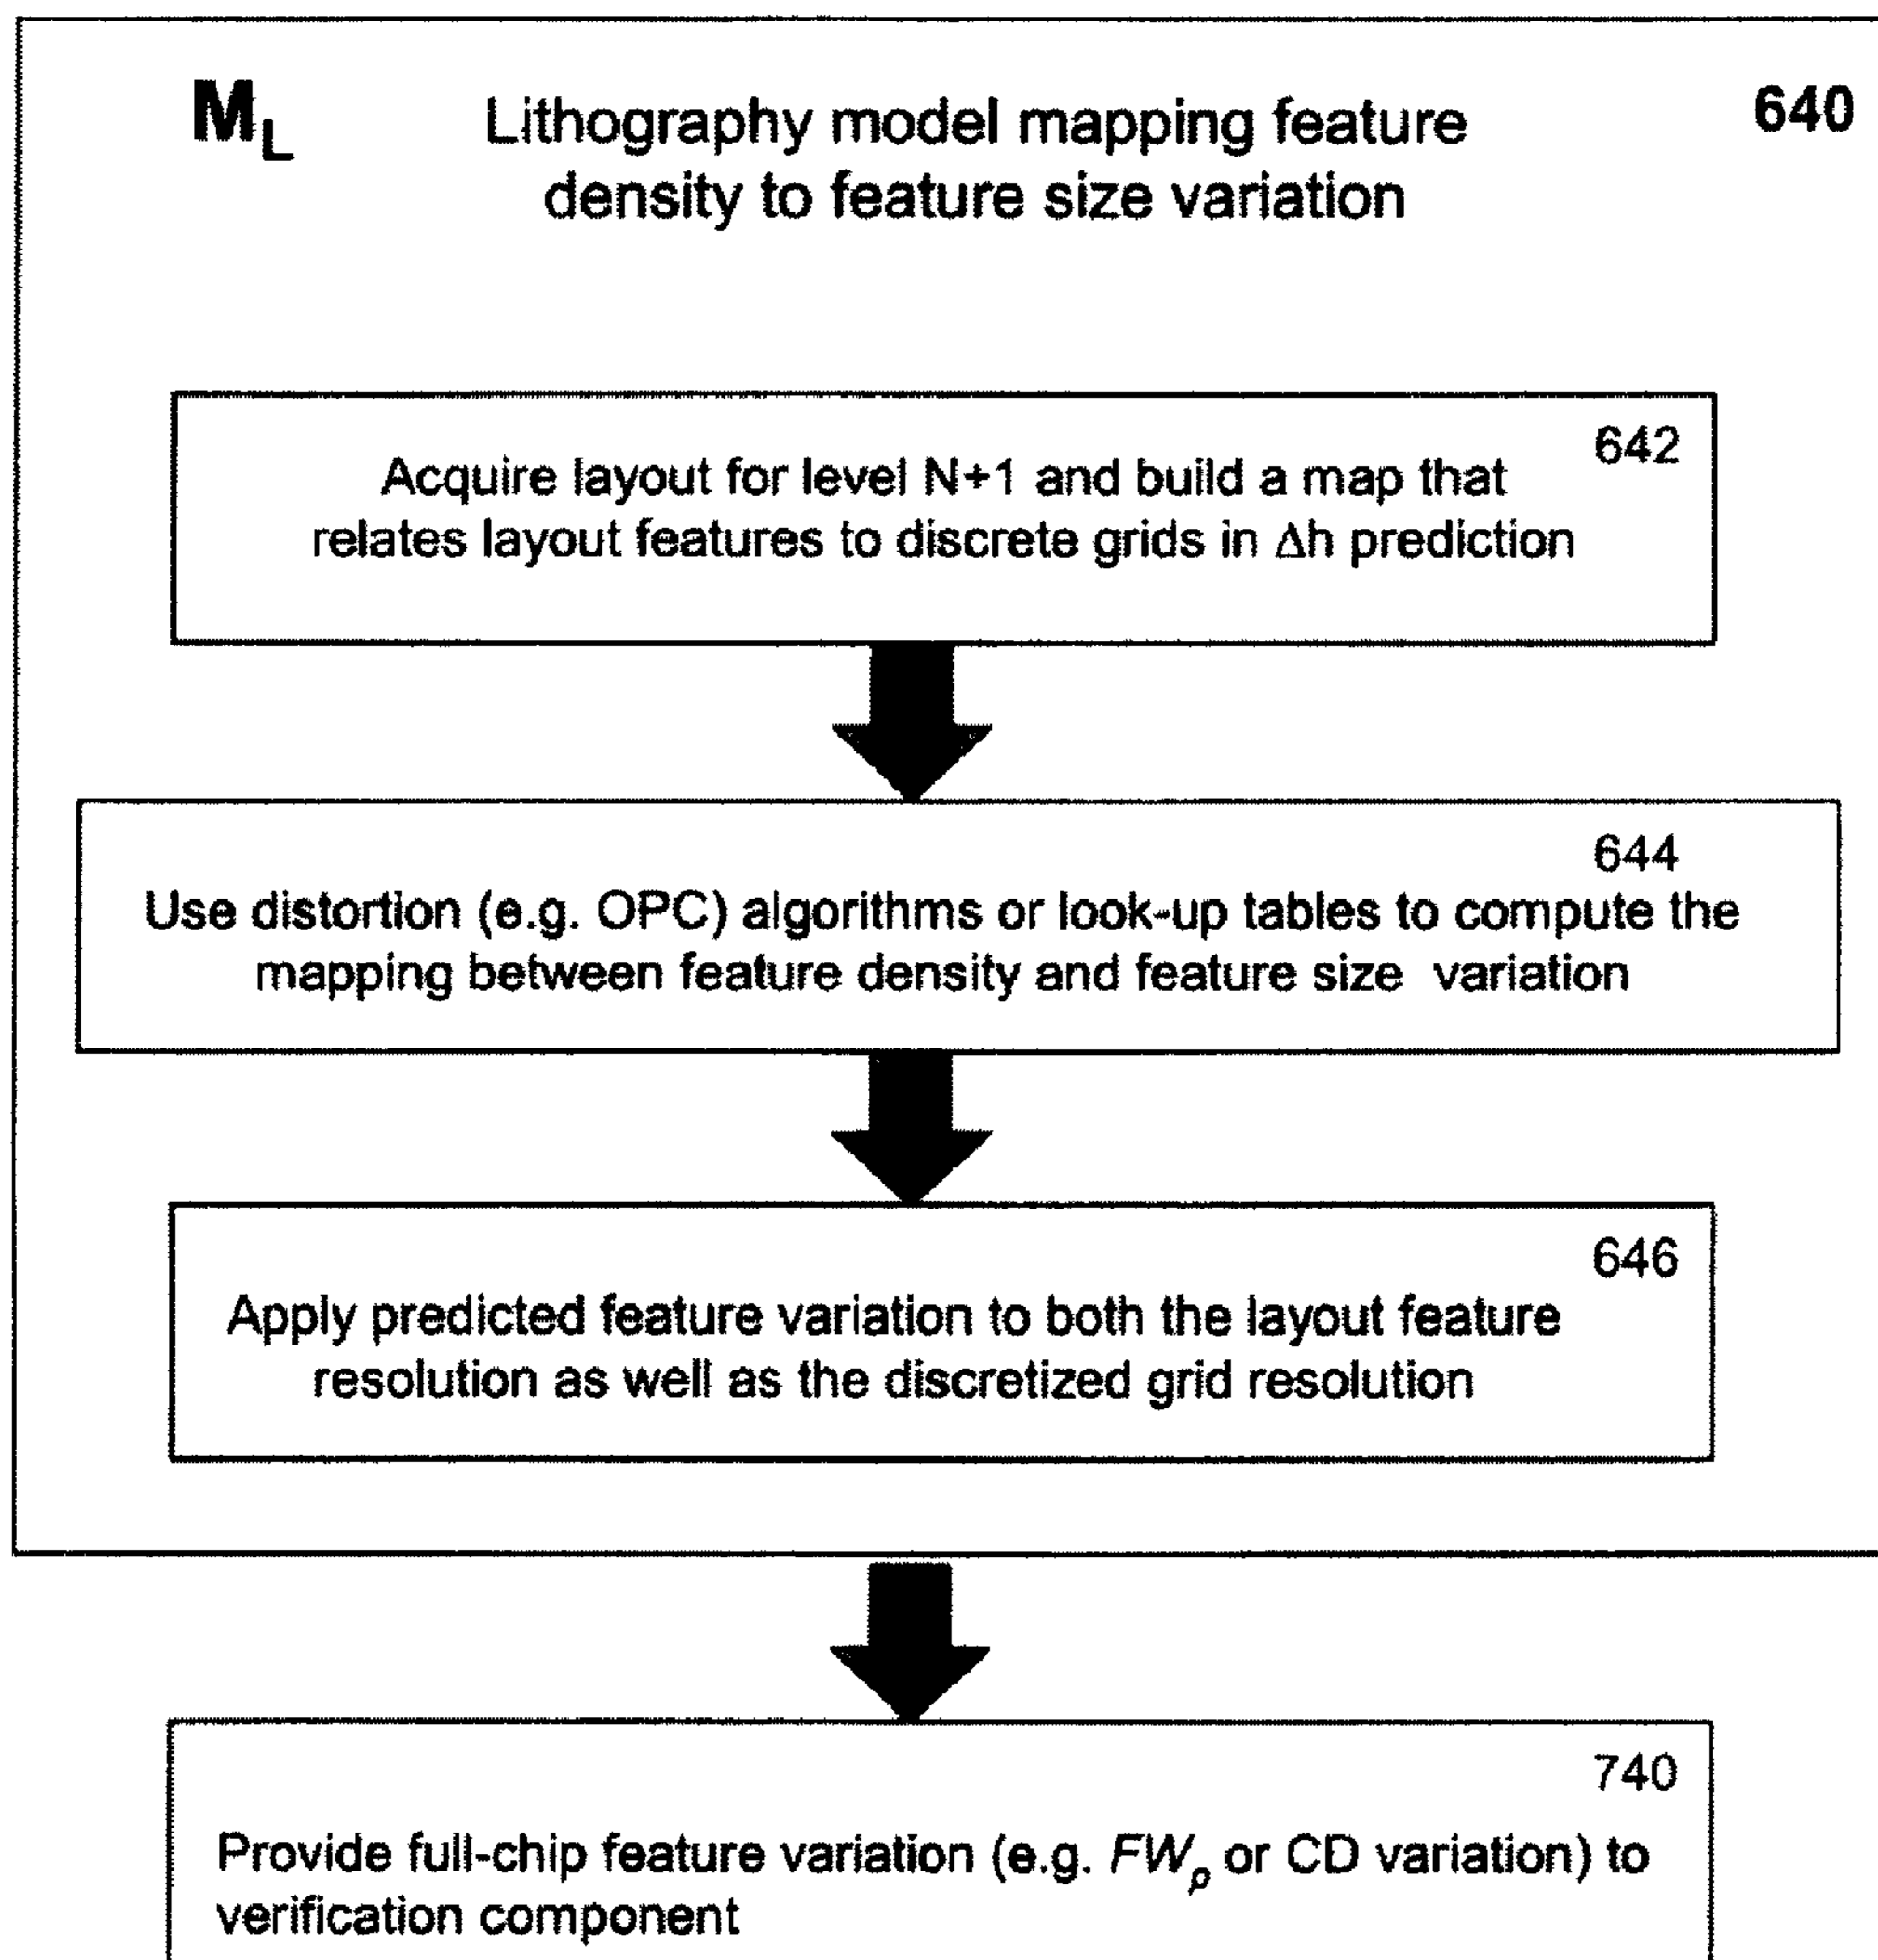 M_L Lithography model mapping feature 640
density to feature size variation
642
Acquire layout for level N+1 and build a map that
relates layout features to discrete grids in Δh prediction
644
Use distortion (e.g. OPC) algorithms or look-up tables to compute the
mapping between feature density and feature size variation
646
Apply predicted feature variation to both the layout feature
resolution as well as the discretized grid resolution
740
Provide full-chip feature variation (e.g. FW_ρ or CD variation) to
verification component